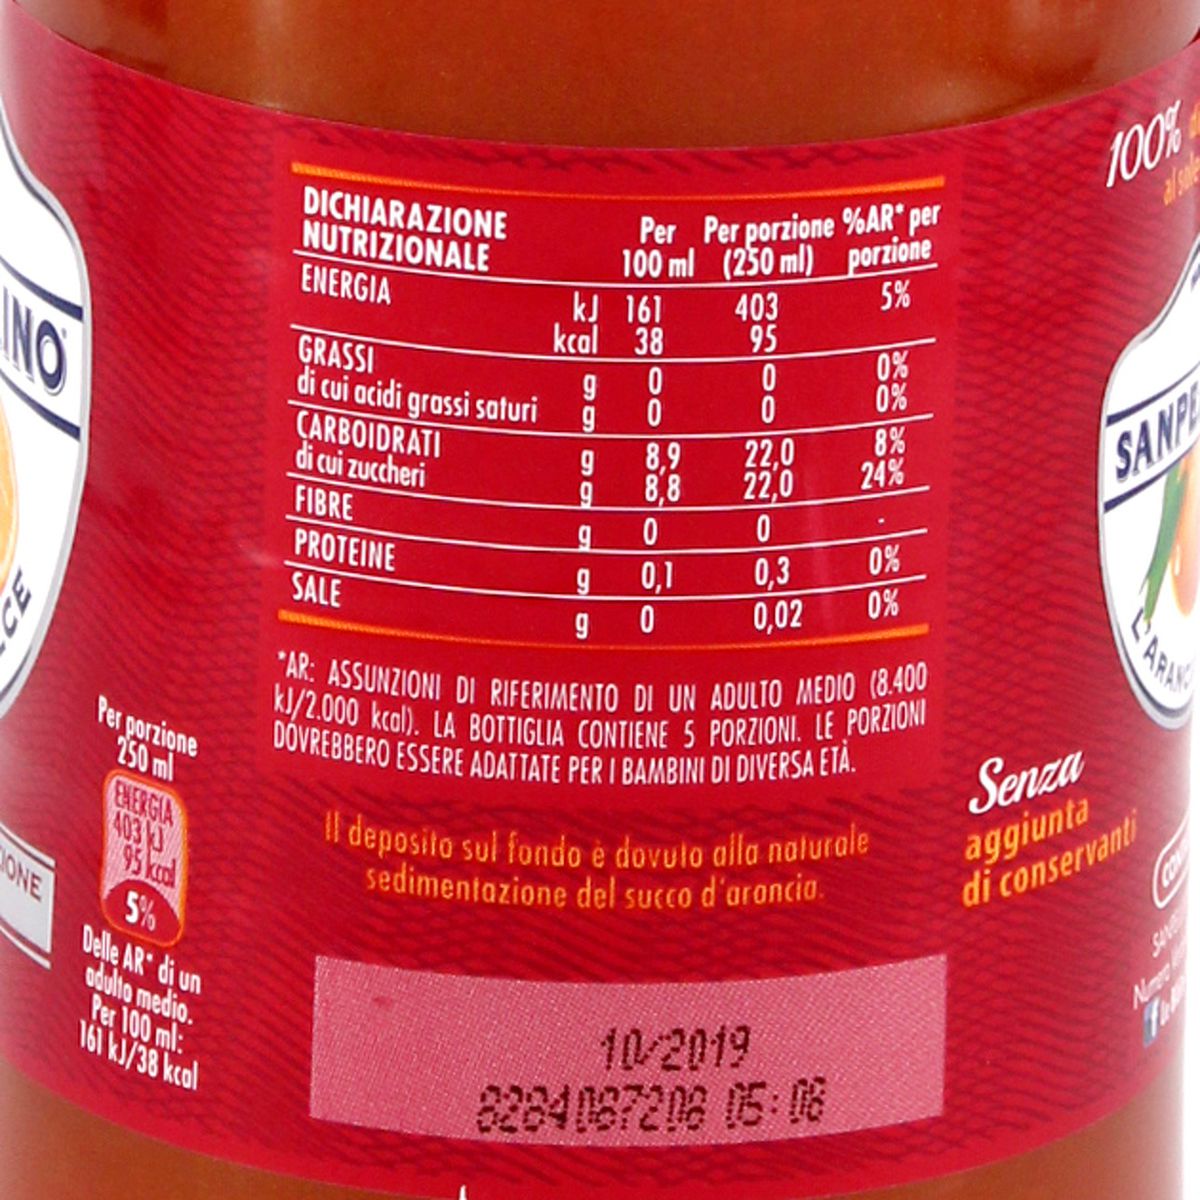 INO
CE
IONE
DICHIARAZIONE NUTRIZIONALE Per 100 ml Per porzione (250 ml) %AR* per porzione
ENERGIA kJ 161 403 5%
kcal 38 95
GRASSI g 0 0 0%
di cui acidi grassi saturi g 0 0 0%
CARBOIDRATI g 8,9 22,0 8%
di cui zuccheri g 8,8 22,0 24%
FIBRE g 0 0 -
PROTEINE g 0,1 0,3 0%
SALE g 0 0,02 0%
*AR: ASSUNZIONI DI RIFERIMENTO DI UN ADULTO MEDIO (8.400
kJ/2.000 kcal). LA BOTTIGLIA CONTIENE 5 PORZIONI. LE PORZIONI
DOVREBBERO ESSERE ADATTATE PER I BAMBINI DI DIVERSA ETÀ.
Il deposito sul fondo è dovuto alla naturale
sedimentazione del succo d'arancia.
10/2019
8284087208 05:08
Per porzione
250 ml
ENERGIA
403 kJ
95 kcal
5%
Delle AR* di un
adulto medio.
Per 100 ml:
161 kJ/38 kcal
100%
al
SANPE
L'ARANC
Senza
aggiunta
di conservanti
Numero
f